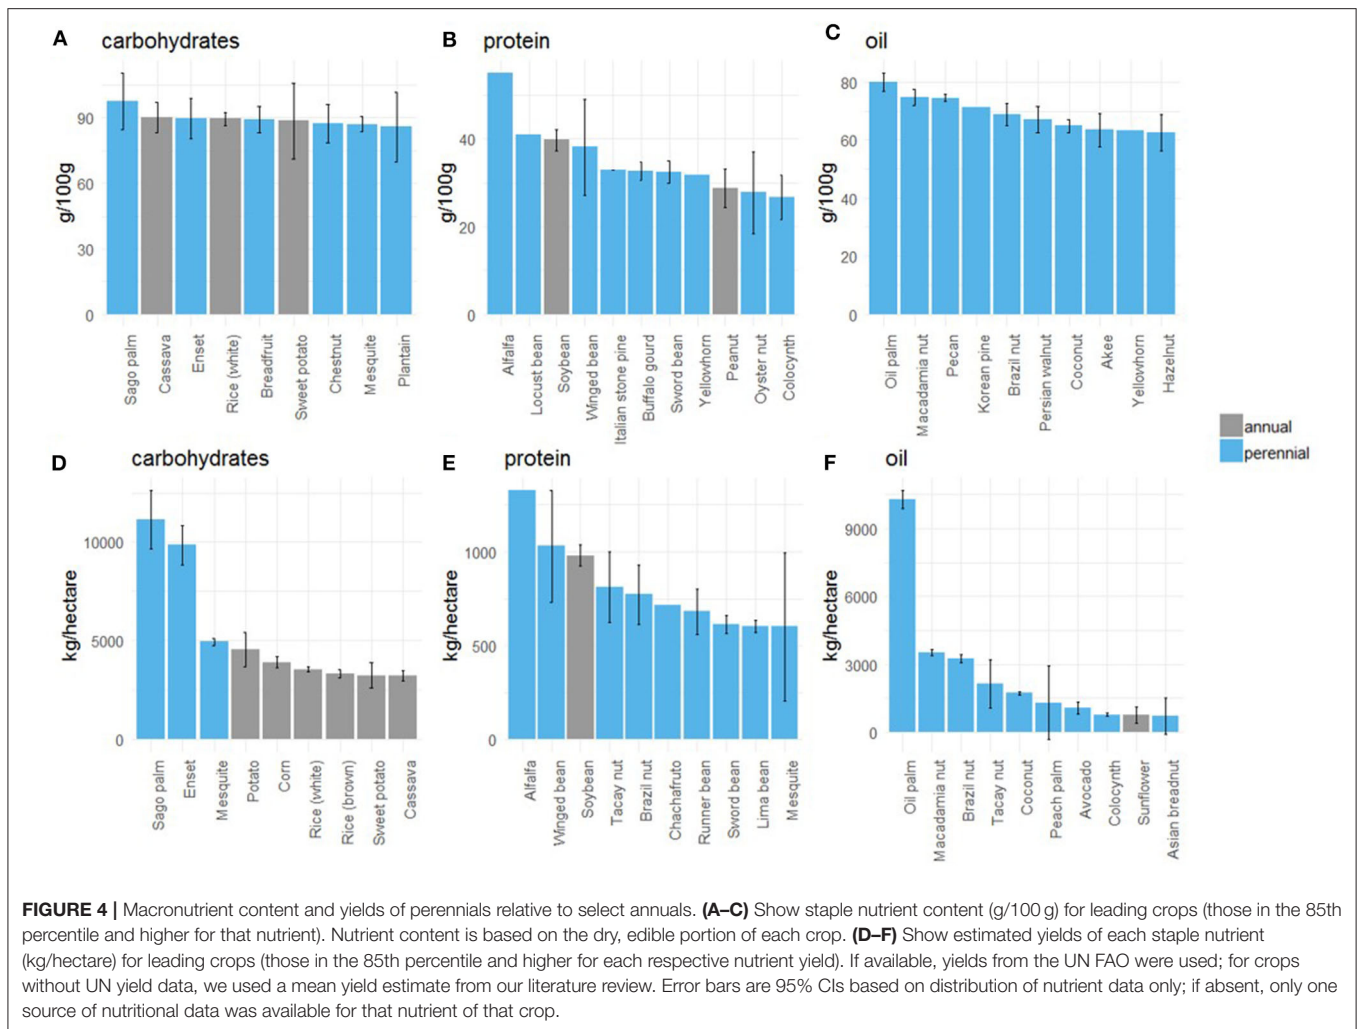 A carbohydrates
B protein
C oil
g/100g
90
60
30
0
Sago palm
Cassava
Enset
Rice (white)
Breadfruit
Sweet potato
Chestnut
Mesquite
Plantain
g/100g
40
20
0
Alfalfa
Locust bean
Soybean
Winged bean
Italian stone pine
Buffalo gourd
Sword bean
Yellowhorn
Peanut
Oyster nut
Colocynth
g/100g
80
60
40
20
0
Oil palm
Macadamia nut
Pecan
Korean pine
Brazil nut
Persian walnut
Coconut
Akee
Yellowhorn
Hazelnut
annual
perennial
D carbohydrates
E protein
F oil
kg/hectare
10000
5000
0
Sago palm
Enset
Mesquite
Potato
Corn
Rice (white)
Rice (brown)
Sweet potato
Cassava
kg/hectare
1000
500
0
Alfalfa
Winged bean
Soybean
Tacay nut
Brazil nut
Chachafruto
Runner bean
Sword bean
Lima bean
Mesquite
kg/hectare
9000
6000
3000
0
Oil palm
Macadamia nut
Brazil nut
Tacay nut
Coconut
Peach palm
Avocado
Colocynth
Sunflower
Asian breadnut
FIGURE 4 | Macronutrient content and yields of perennials relative to select annuals. (A–C) Show staple nutrient content (g/100 g) for leading crops (those in the 85th
percentile and higher for that nutrient). Nutrient content is based on the dry, edible portion of each crop. (D–F) Show estimated yields of each staple nutrient
(kg/hectare) for leading crops (those in the 85th percentile and higher for each respective nutrient yield). If available, yields from the UN FAO were used; for crops
without UN yield data, we used a mean yield estimate from our literature review. Error bars are 95% CIs based on distribution of nutrient data only; if absent, only one
source of nutritional data was available for that nutrient of that crop.